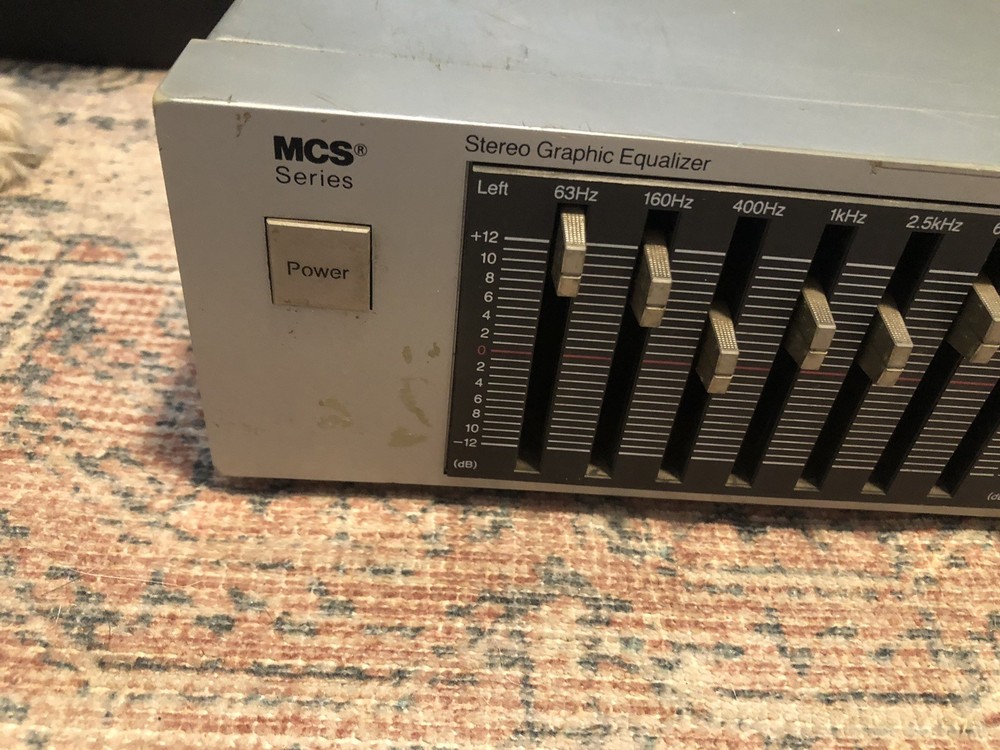 MCS®
Series
Power
Stereo Graphic Equalizer
Left 63Hz 160Hz 400Hz 1kHz 2.5kHz 6
+12
10
8
6
4
2
0
2
4
6
8
10
−12
(dB)